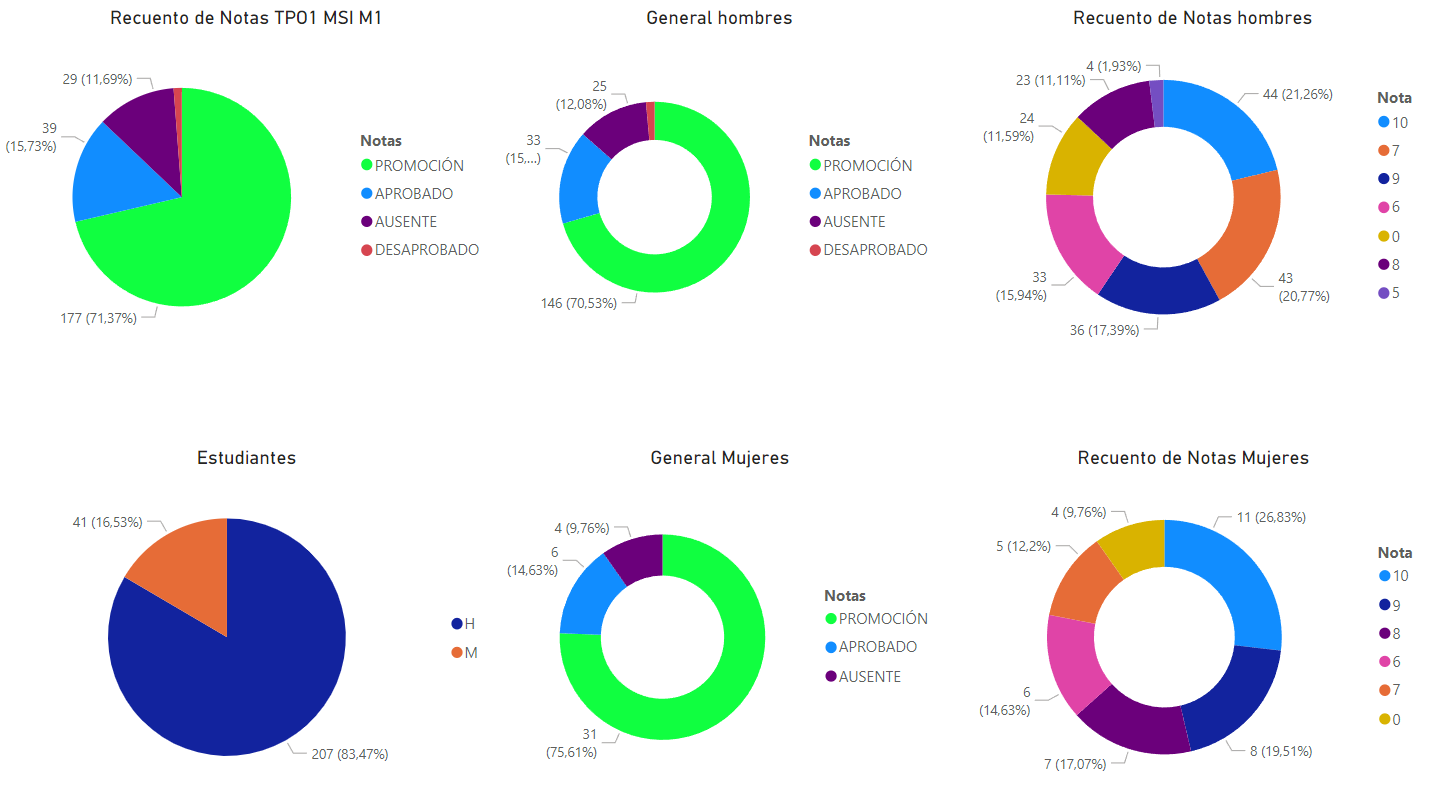 Recuento de Notas TP01 MSI M1
29 (11,69%)
39
(15,73%)
177 (71,37%)
Notas
PROMOCIÓN
APROBADO
AUSENTE
DESAPROBADO
General hombres
25
(12,08%)
33
(15,...)
146 (70,53%)
Notas
PROMOCIÓN
APROBADO
AUSENTE
DESAPROBADO
Recuento de Notas hombres
4 (1,93%)
23 (11,11%)
24
(11,59%)
44 (21,26%)
33
(15,94%)
43
(20,77%)
36 (17,39%)
Nota
10
7
9
6
0
8
5
Estudiantes
41 (16,53%)
207 (83,47%)
H
M
General Mujeres
4 (9,76%)
6
(14,63%)
31
(75,61%)
Notas
PROMOCIÓN
APROBADO
AUSENTE
Recuento de Notas Mujeres
4 (9,76%)
11 (26,83%)
5 (12,2%)
6
(14,63%)
8 (19,51%)
7 (17,07%)
Nota
10
9
8
6
7
0